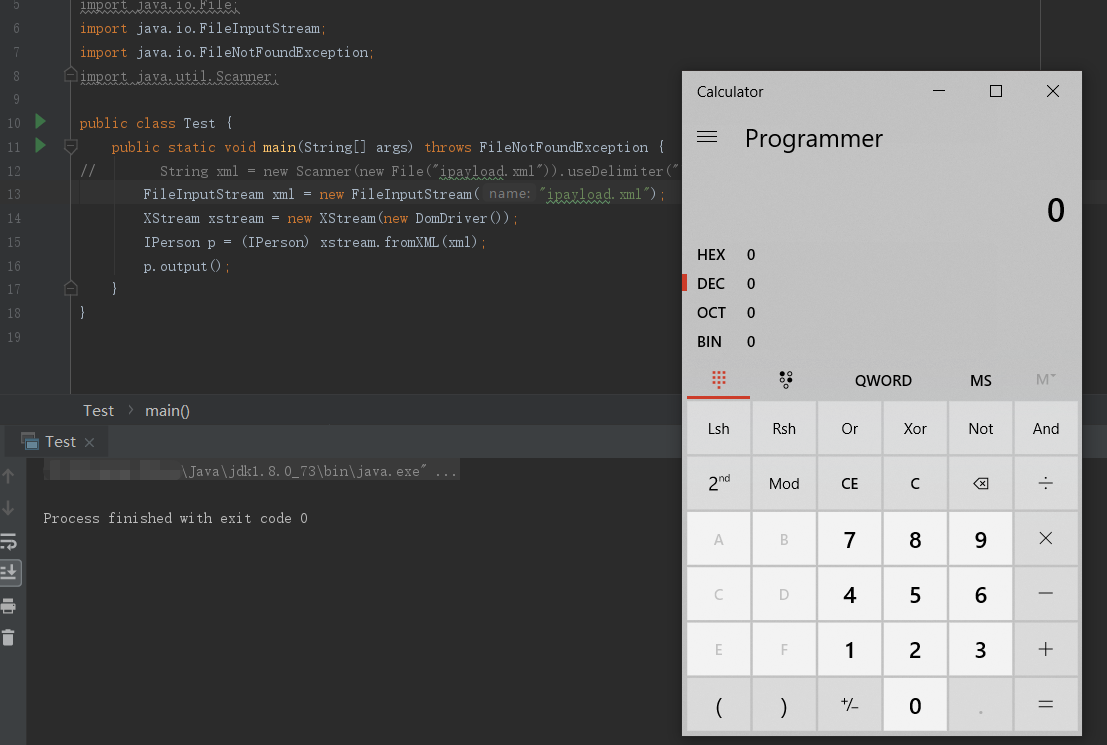 5 import java.io.File;
6 import java.io.FileInputStream;
7 import java.io.FileNotFoundException;
8 import java.util.Scanner;
9
10 public class Test {
11 public static void main(String[] args) throws FileNotFoundException {
12 // String xml = new Scanner(new File("ipayload.xml")).useDelimiter("
13 FileInputStream xml = new FileInputStream( name: "ipayload.xml");
14 XStream xstream = new XStream(new DomDriver());
15 IPerson p = (IPerson) xstream.fromXML(xml);
16 p.output();
17 }
18 }
19
Test > main()
Test ×
\Java\jdk1.8.0_73\bin\java.exe" ...
Process finished with exit code 0
Calculator
Programmer
0
HEX 0
DEC 0
OCT 0
BIN 0
QWORD MS M
Lsh Rsh Or Xor Not And
2nd Mod CE C ÷
A B 7 8 9 ×
C D 4 5 6 −
E F 1 2 3 +
( ) +/− 0 . =